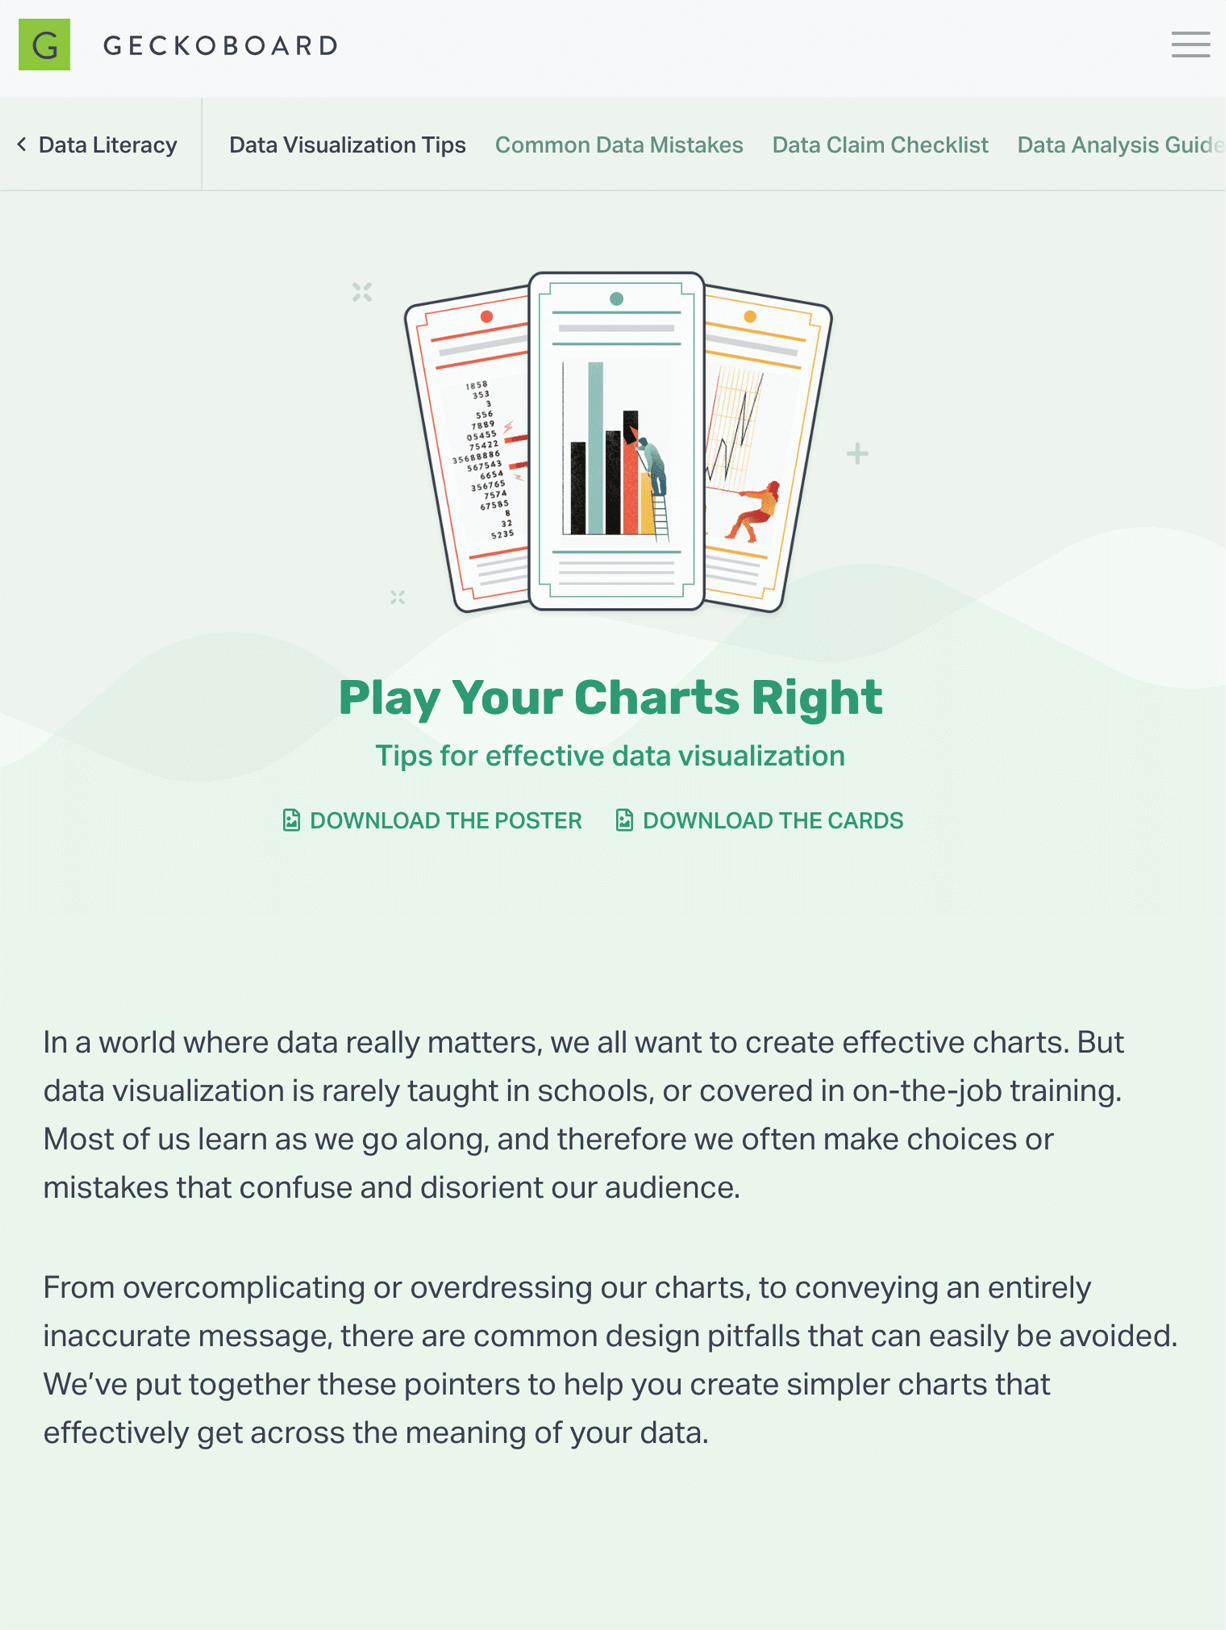 G GECKOBOARD
Data Literacy
Data Visualization Tips Common Data Mistakes Data Claim Checklist Data Analysis Guide
1858
353
3
556
7889
05455
75422
35688886
567543
6654
356765
7574
67585
8
32
5235
Play Your Charts Right
Tips for effective data visualization
DOWNLOAD THE POSTER DOWNLOAD THE CARDS
In a world where data really matters, we all want to create effective charts. But
data visualization is rarely taught in schools, or covered in on-the-job training.
Most of us learn as we go along, and therefore we often make choices or
mistakes that confuse and disorient our audience.
From overcomplicating or overdressing our charts, to conveying an entirely
inaccurate message, there are common design pitfalls that can easily be avoided.
We’ve put together these pointers to help you create simpler charts that
effectively get across the meaning of your data.